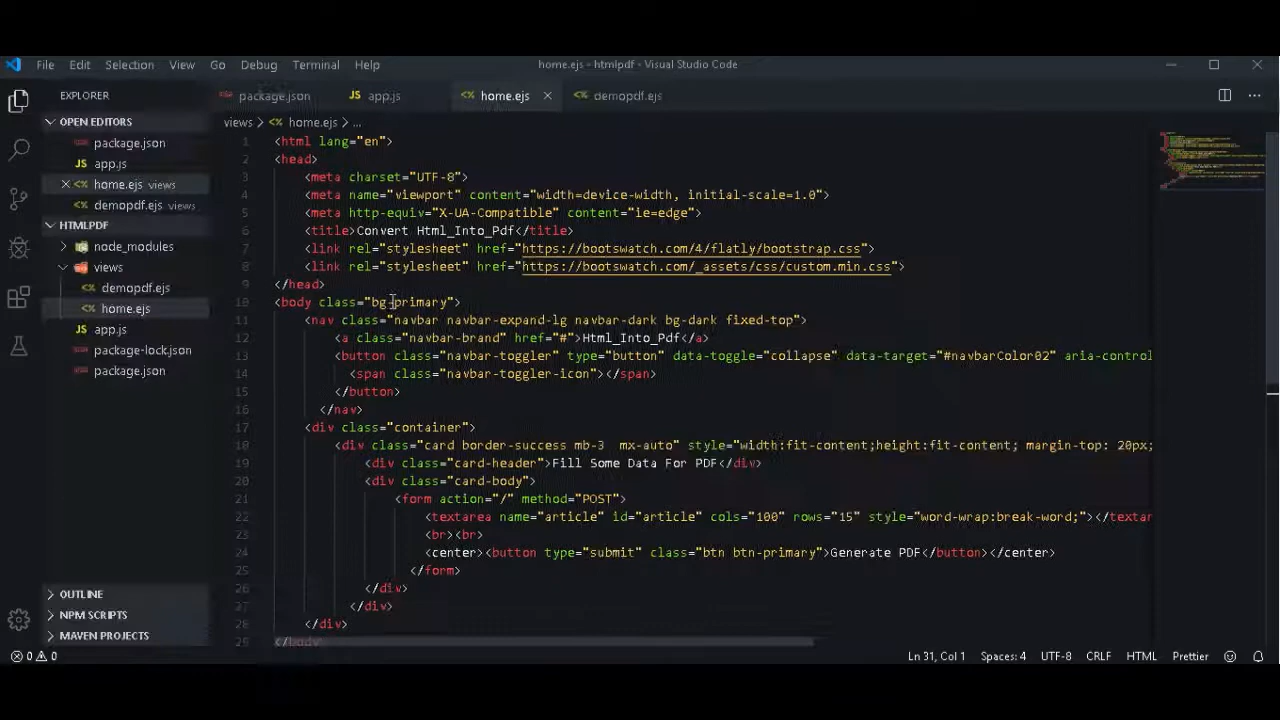 File Edit Selection View Go Debug Terminal Help home.ejs - htmlpdf - Visual Studio Code
EXPLORER
OPEN EDITORS
package.json
JS app.js
home.ejs views
demopdf.ejs views
HTMLPDF
node_modules
views
demopdf.ejs
home.ejs
JS app.js
package-lock.json
package.json
OUTLINE
NPM SCRIPTS
MAVEN PROJECTS
package.json JS app.js <> home.ejs <> demopdf.ejs
views > <> home.ejs > ...
1 <html lang="en">
2 <head>
3 <meta charset="UTF-8">
4 <meta name="viewport" content="width=device-width, initial-scale=1.0">
5 <meta http-equiv="X-UA-Compatible" content="ie=edge">
6 <title>Convert Html_Into_Pdf</title>
7 <link rel="stylesheet" href="https://bootswatch.com/4/flatly/bootstrap.css">
8 <link rel="stylesheet" href="https://bootswatch.com/_assets/css/custom.min.css">
9 </head>
10 <body class="bg-primary">
11 <nav class="navbar navbar-expand-lg navbar-dark bg-dark fixed-top">
12 <a class="navbar-brand" href="#">Html_Into_Pdf</a>
13 <button class="navbar-toggler" type="button" data-toggle="collapse" data-target="#navbarColor02" aria-control
14 <span class="navbar-toggler-icon"></span>
15 </button>
16 </nav>
17 <div class="container">
18 <div class="card border-success mb-3  mx-auto" style="width:fit-content;height:fit-content; margin-top: 20px;
19 <div class="card-header">Fill Some Data For PDF</div>
20 <div class="card-body">
21 <form action="/" method="POST">
22 <textarea name="article" id="article" cols="100" rows="15" style="word-wrap:break-word;"></textar
23 <br><br>
24 <center><button type="submit" class="btn btn-primary">Generate PDF</button></center>
25 </form>
26 </div>
27 </div>
28 </div>
29 </body
0 0 Ln 31, Col 1 Spaces: 4 UTF-8 CRLF HTML Prettier